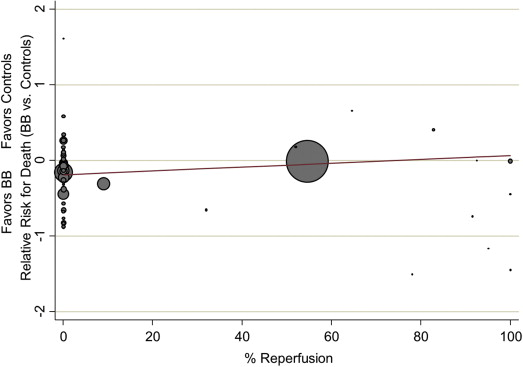 Favors BB    Favors Controls
Relative Risk for Death (BB vs. Controls)
2
1
0
-1
-2
0 20 40 60 80 100
% Reperfusion